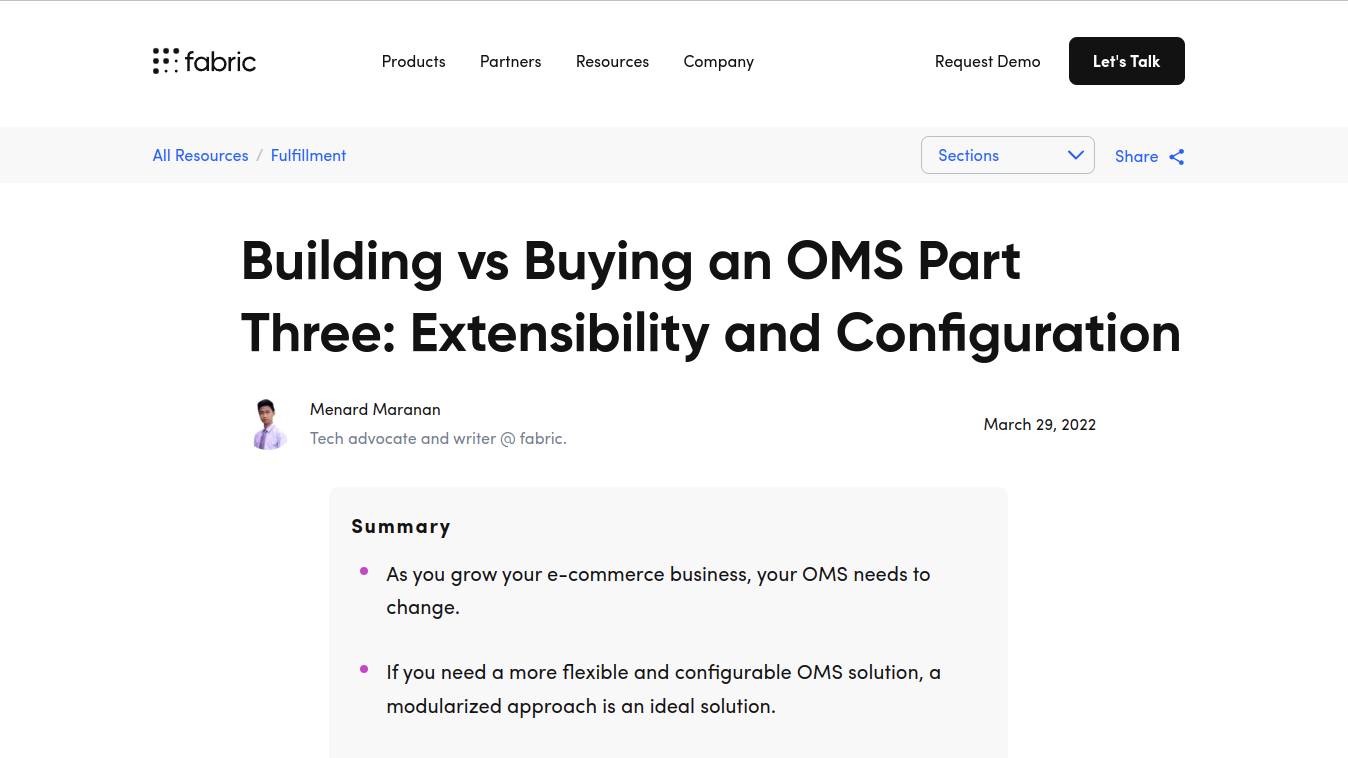 fabric
Products Partners Resources Company
Request Demo
Let's Talk
All Resources / Fulfillment
Sections
Share
Building vs Buying an OMS Part
Three: Extensibility and Configuration
Menard Maranan
Tech advocate and writer @ fabric.
March 29, 2022
Summary
As you grow your e-commerce business, your OMS needs to
change.
If you need a more flexible and configurable OMS solution, a
modularized approach is an ideal solution.